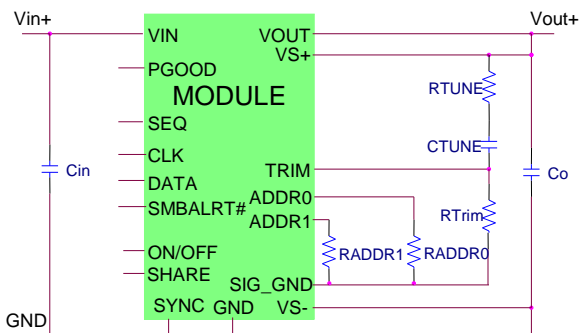 Vin+
Vout+
VIN
VOUT
VS+
PGOOD
RTUNE
MODULE
SEQ
CTUNE
CLK
TRIM
Cin
Co
DATA
ADDR0
SMBALRT#
RTrim
ADDR1
ON/OFF
RADDR1
RADDR0
SHARE
SIG_GND
SYNC
GND
VS-
GND